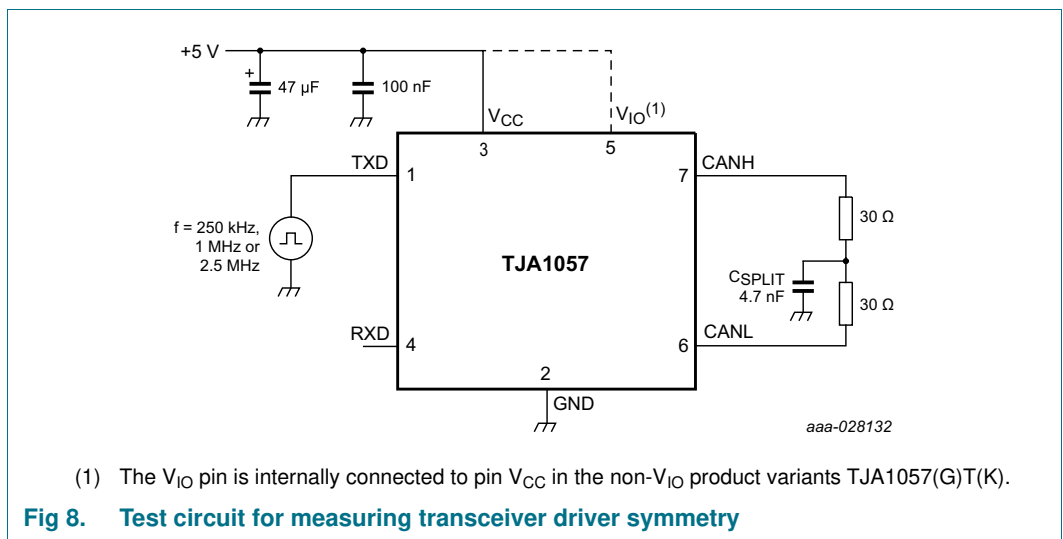 +5 V
+
47 µF
100 nF
VCC
VIO(1)
3
5
TXD
1
7
CANH
f = 250 kHz,
1 MHz or
2.5 MHz
30 Ω
TJA1057
CSPLIT
4.7 nF
30 Ω
RXD
4
6
CANL
2
GND
aaa-028132
(1) The VIO pin is internally connected to pin VCC in the non-VIO product variants TJA1057(G)T(K).
Fig 8. Test circuit for measuring transceiver driver symmetry